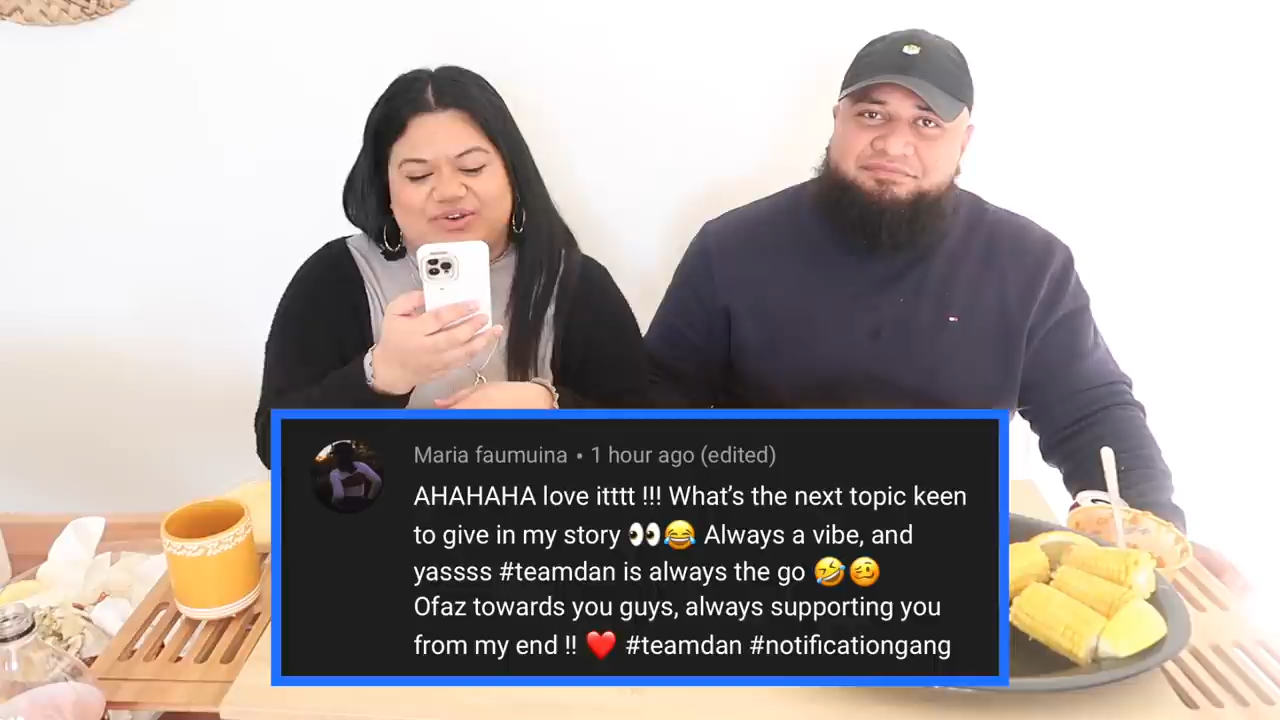 Maria faumuina • 1 hour ago (edited)
AHAHAHA love itttt !!! What's the next topic keen
to give in my story 👀😂 Always a vibe, and
yassss #teamdan is always the go 🤣🥴
Ofaz towards you guys, always supporting you
from my end !! ❤️ #teamdan #notificationgang